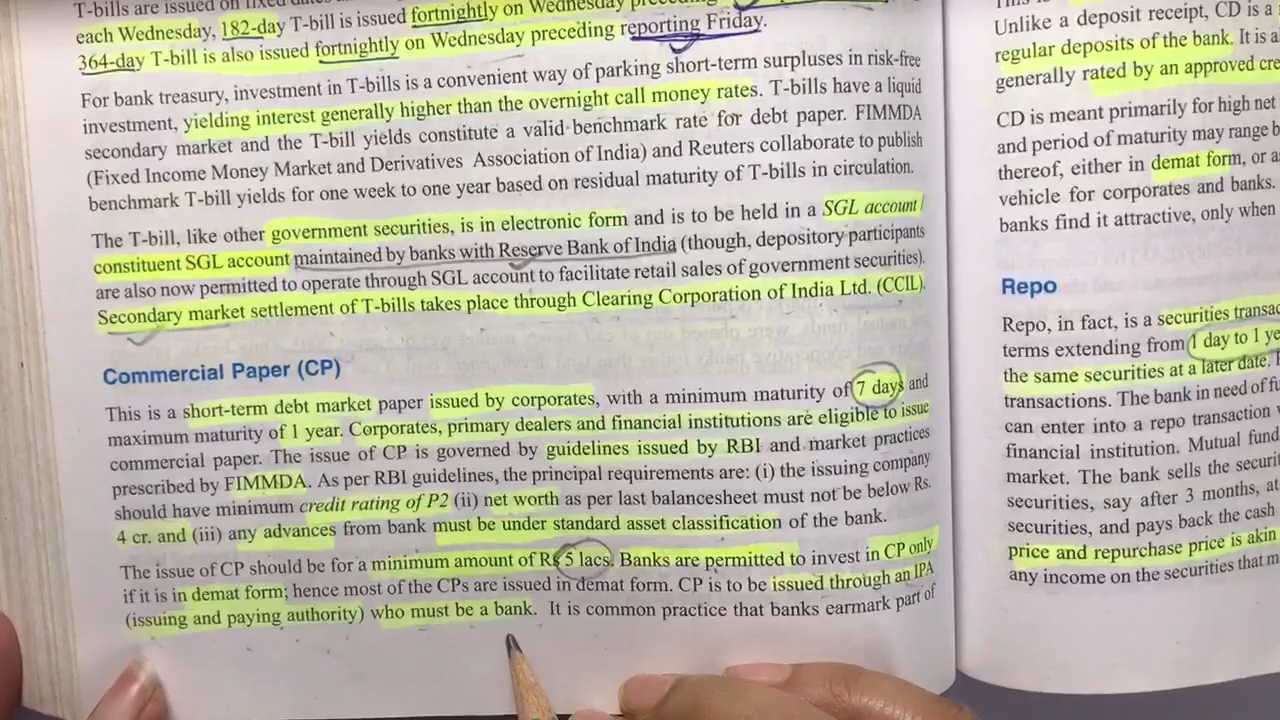 T-bills are issued on fixed dates
each Wednesday, 182-day T-bill is issued fortnightly on Wednesday preceding
364-day T-bill is also issued fortnightly on Wednesday preceding reporting Friday.
For bank treasury, investment in T-bills is a convenient way of parking short-term surpluses in risk-free
investment, yielding interest generally higher than the overnight call money rates. T-bills have a liquid
secondary market and the T-bill yields constitute a valid benchmark rate for debt paper. FIMMDA
(Fixed Income Money Market and Derivatives Association of India) and Reuters collaborate to publish
benchmark T-bill yields for one week to one year based on residual maturity of T-bills in circulation.
The T-bill, like other government securities, is in electronic form and is to be held in a SGL account/
constituent SGL account maintained by banks with Reserve Bank of India (though, depository participants
are also now permitted to operate through SGL account to facilitate retail sales of government securities).
Secondary market settlement of T-bills takes place through Clearing Corporation of India Ltd. (CCIL).
Commercial Paper (CP)
This is a short-term debt market paper issued by corporates, with a minimum maturity of 7 days and
maximum maturity of 1 year. Corporates, primary dealers and financial institutions are eligible to issue
commercial paper. The issue of CP is governed by guidelines issued by RBI and market practices
prescribed by FIMMDA. As per RBI guidelines, the principal requirements are: (i) the issuing company
should have minimum credit rating of P2 (ii) net worth as per last balancesheet must not be below Rs.
4 cr. and (iii) any advances from bank must be under standard asset classification of the bank.
The issue of CP should be for a minimum amount of Rs 5 lacs. Banks are permitted to invest in CP only
if it is in demat form; hence most of the CPs are issued in demat form. CP is to be issued through an IPA
(issuing and paying authority) who must be a bank. It is common practice that banks earmark part of
Unlike a deposit receipt, CD is a
regular deposits of the bank. It is a
generally rated by an approved cre
CD is meant primarily for high net
and period of maturity may range b
thereof, either in demat form, or a
vehicle for corporates and banks.
banks find it attractive, only when
Repo
Repo, in fact, is a securities transac
terms extending from 1 day to 1 ye
the same securities at a later date.
transactions. The bank in need of fu
can enter into a repo transaction
financial institution. Mutual fund
market. The bank sells the securit
securities, say after 3 months, at
securities, and pays back the cash
price and repurchase price is akin
any income on the securities that m